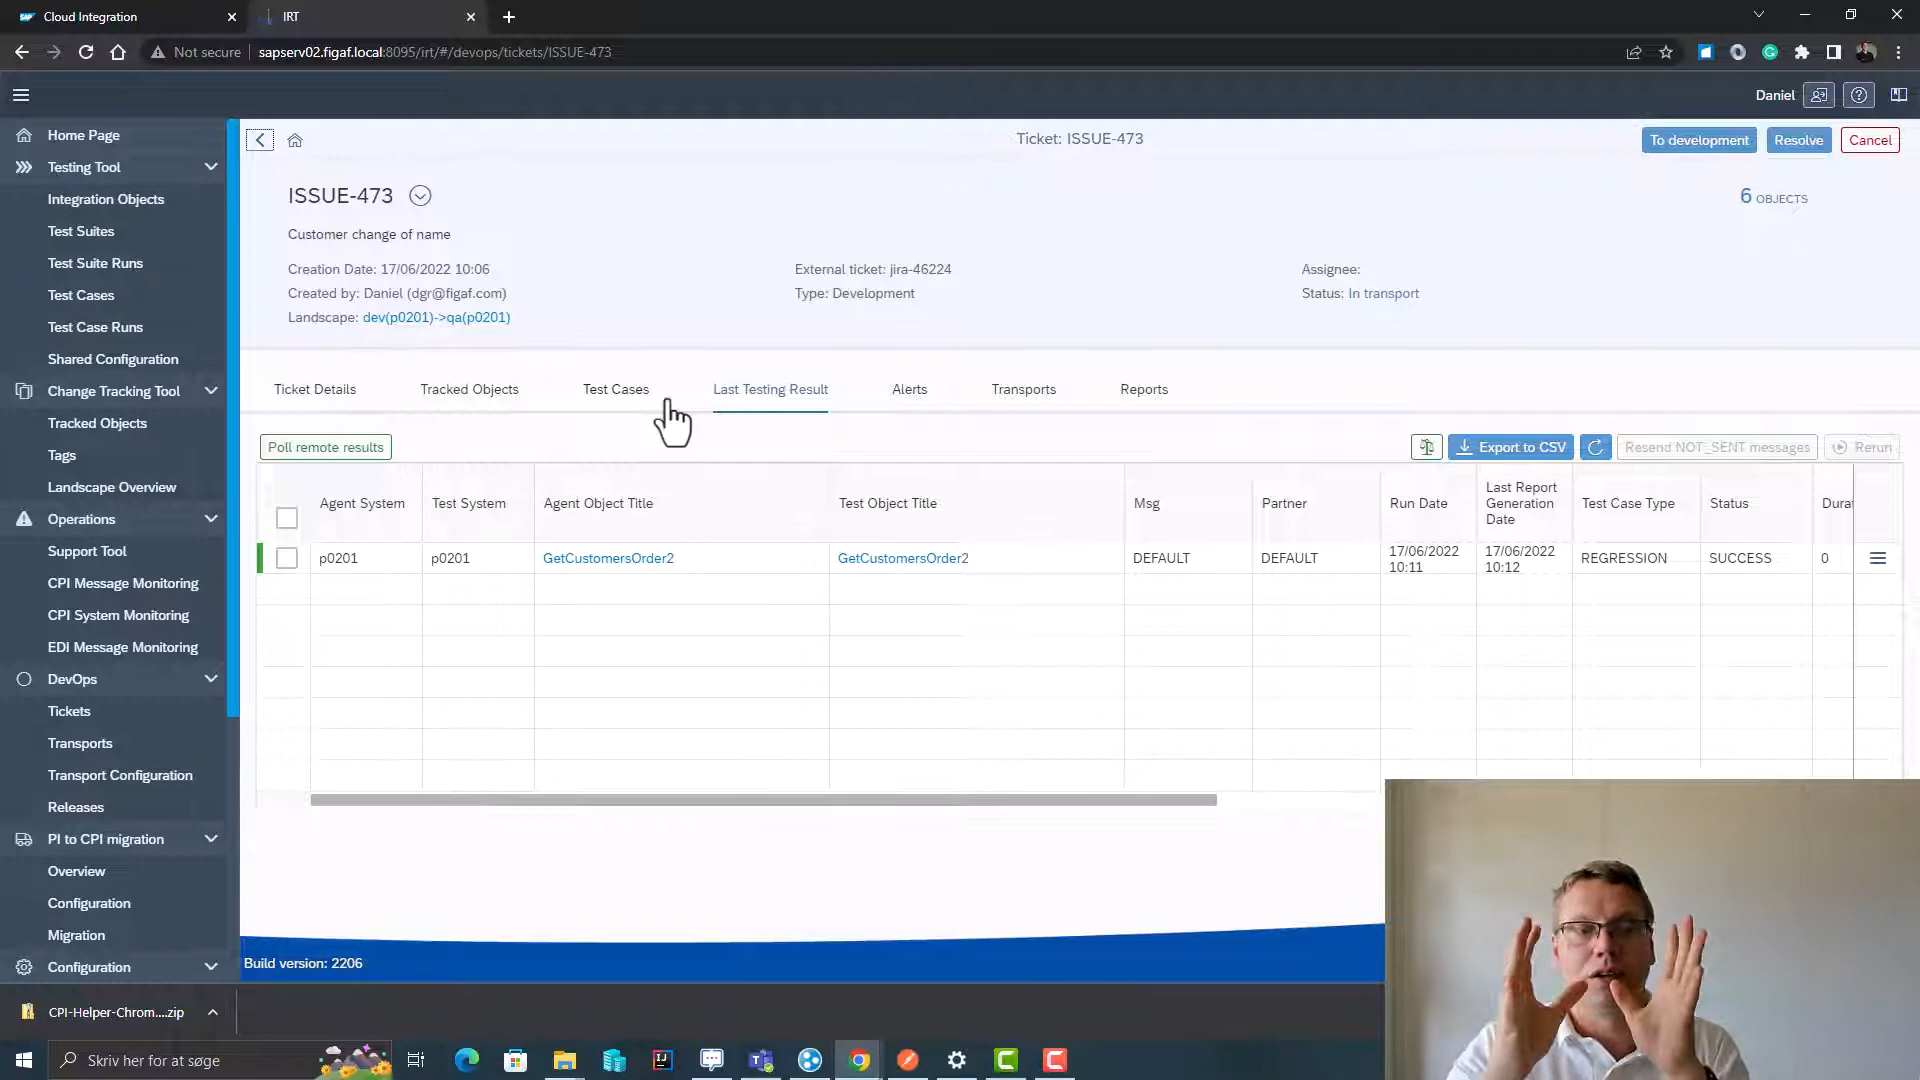 Cloud Integration
IRT
Not secure
sapserv02.figaf.local:8095/irt/#/devops/tickets/ISSUE-473
Daniel
Home Page
Testing Tool
Integration Objects
Test Suites
Test Suite Runs
Test Cases
Test Case Runs
Shared Configuration
Change Tracking Tool
Tracked Objects
Tags
Landscape Overview
Operations
Support Tool
CPI Message Monitoring
CPI System Monitoring
EDI Message Monitoring
DevOps
Tickets
Transports
Transport Configuration
Releases
PI to CPI migration
Overview
Configuration
Migration
Configuration
Ticket: ISSUE-473
To development
Resolve
Cancel
ISSUE-473
6 OBJECTS
Customer change of name
Creation Date: 17/06/2022 10:06
Created by: Daniel (dgr@figaf.com)
Landscape: dev(p0201)->qa(p0201)
External ticket: jira-46224
Type: Development
Assignee:
Status: In transport
Ticket Details
Tracked Objects
Test Cases
Last Testing Result
Alerts
Transports
Reports
Poll remote results
Export to CSV
Resend NOT_SENT messages
Rerun
Agent System
Test System
Agent Object Title
Test Object Title
Msg
Partner
Run Date
Last Report
Generation
Date
Test Case Type
Status
Dura
p0201
p0201
GetCustomersOrder2
GetCustomersOrder2
DEFAULT
DEFAULT
17/06/2022
10:11
17/06/2022
10:12
REGRESSION
SUCCESS
0
Build version: 2206
CPI-Helper-Chrom....zip
Skriv her for at søge